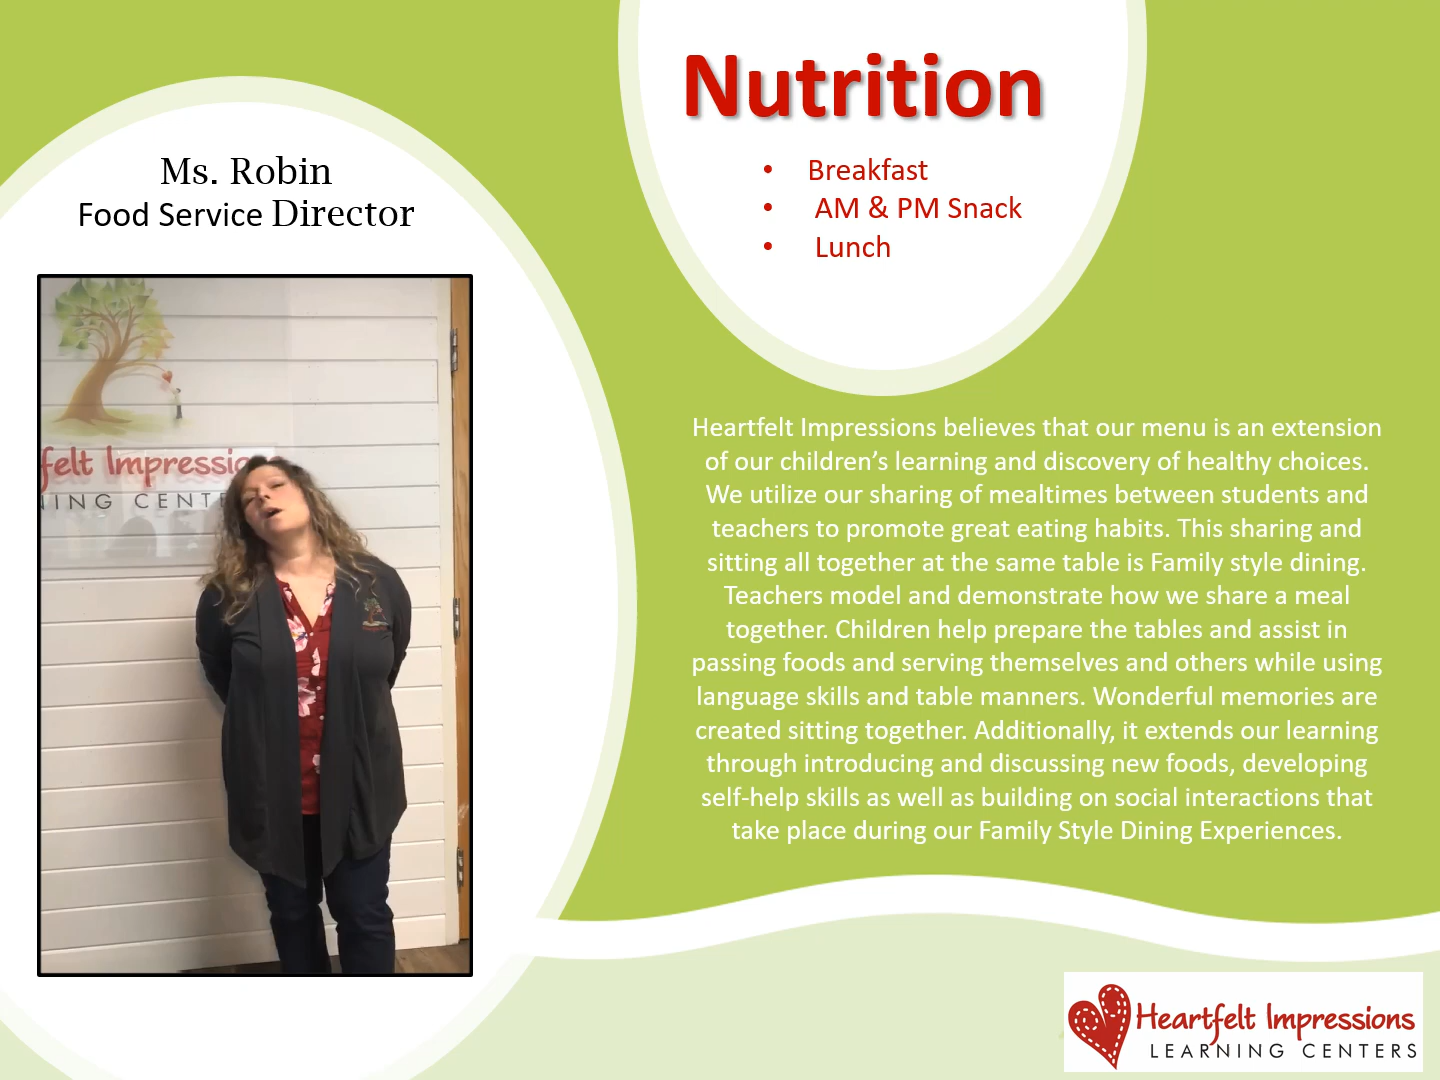 Nutrition
• Breakfast
• AM & PM Snack
• Lunch
Ms. Robin
Food Service Director
felt Impressio
NING CENTE
Heartfelt Impressions believes that our menu is an extension
of our children’s learning and discovery of healthy choices.
We utilize our sharing of mealtimes between students and
teachers to promote great eating habits. This sharing and
sitting all together at the same table is Family style dining.
Teachers model and demonstrate how we share a meal
together. Children help prepare the tables and assist in
passing foods and serving themselves and others while using
language skills and table manners. Wonderful memories are
created sitting together. Additionally, it extends our learning
through introducing and discussing new foods, developing
self-help skills as well as building on social interactions that
take place during our Family Style Dining Experiences.
Heartfelt Impressions
LEARNING CENTERS